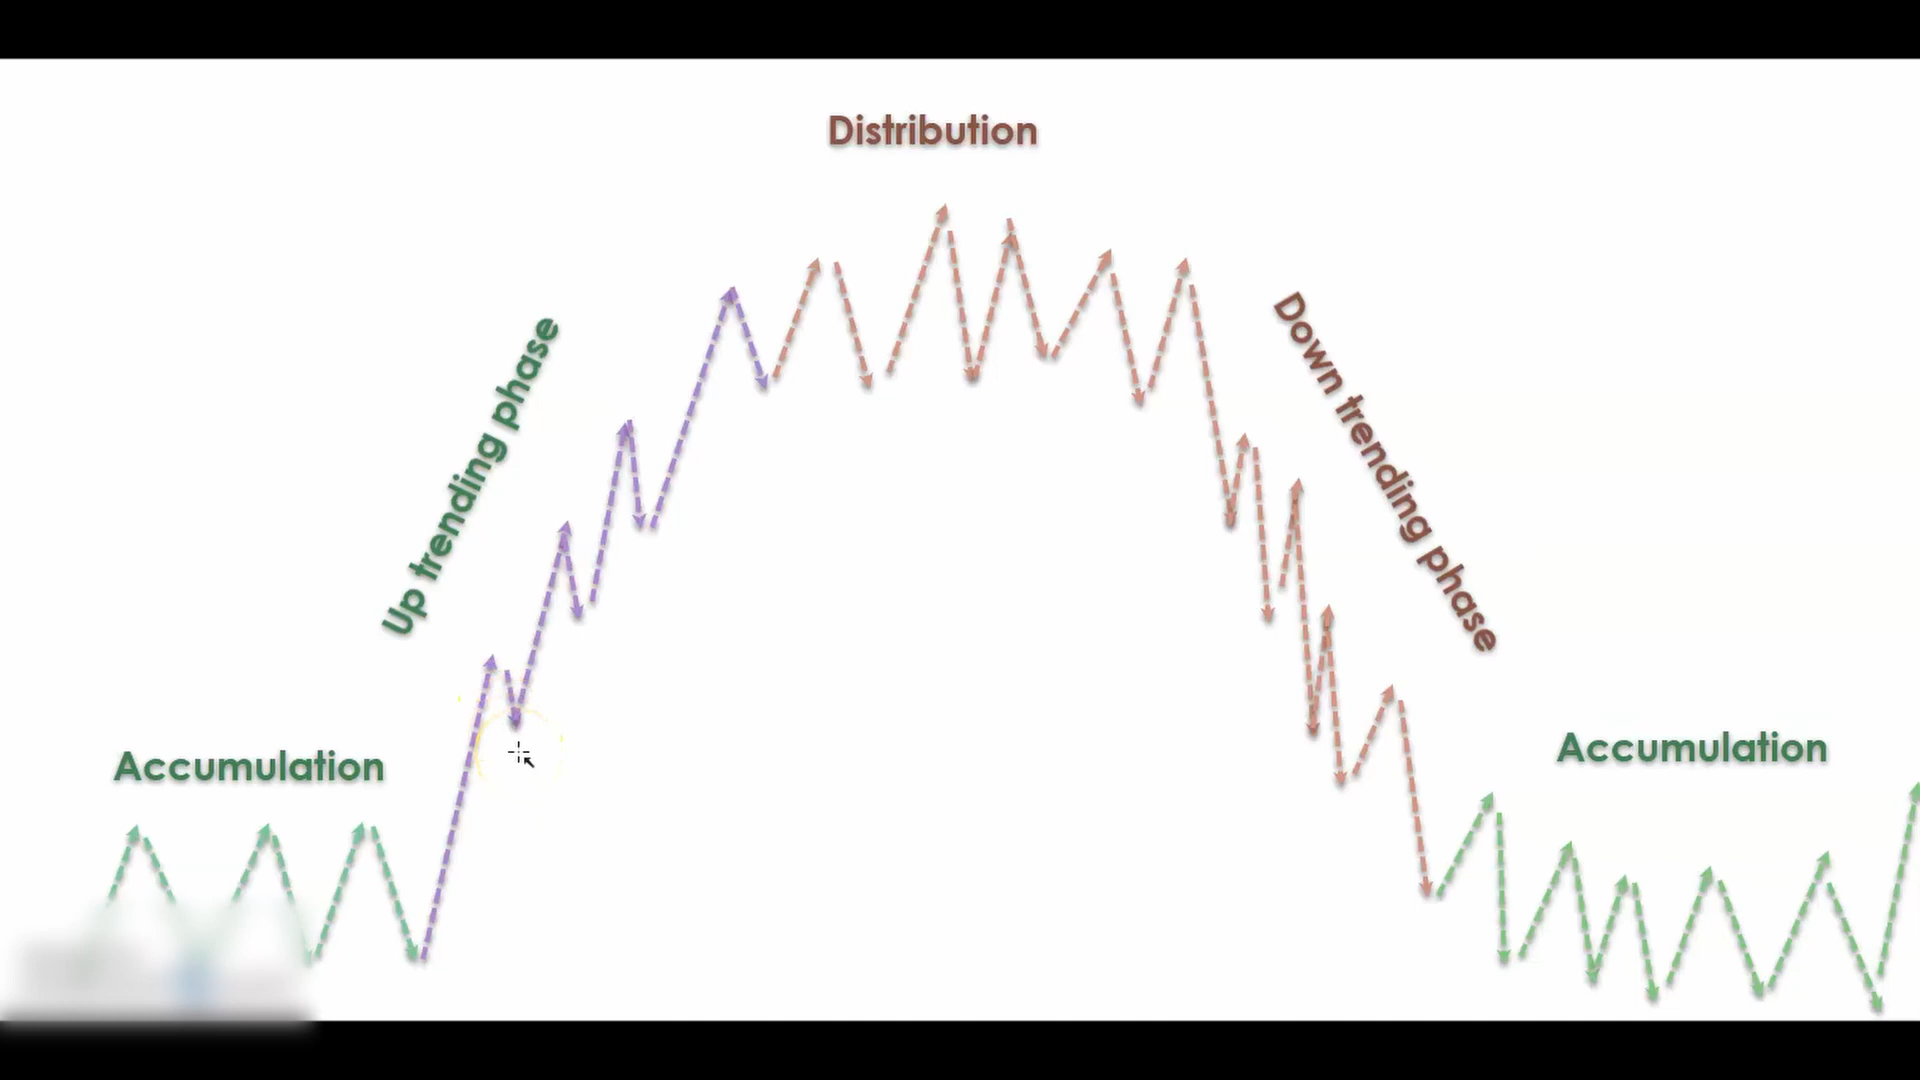 Distribution
Up trending phase
Down trending phase
Accumulation
Accumulation